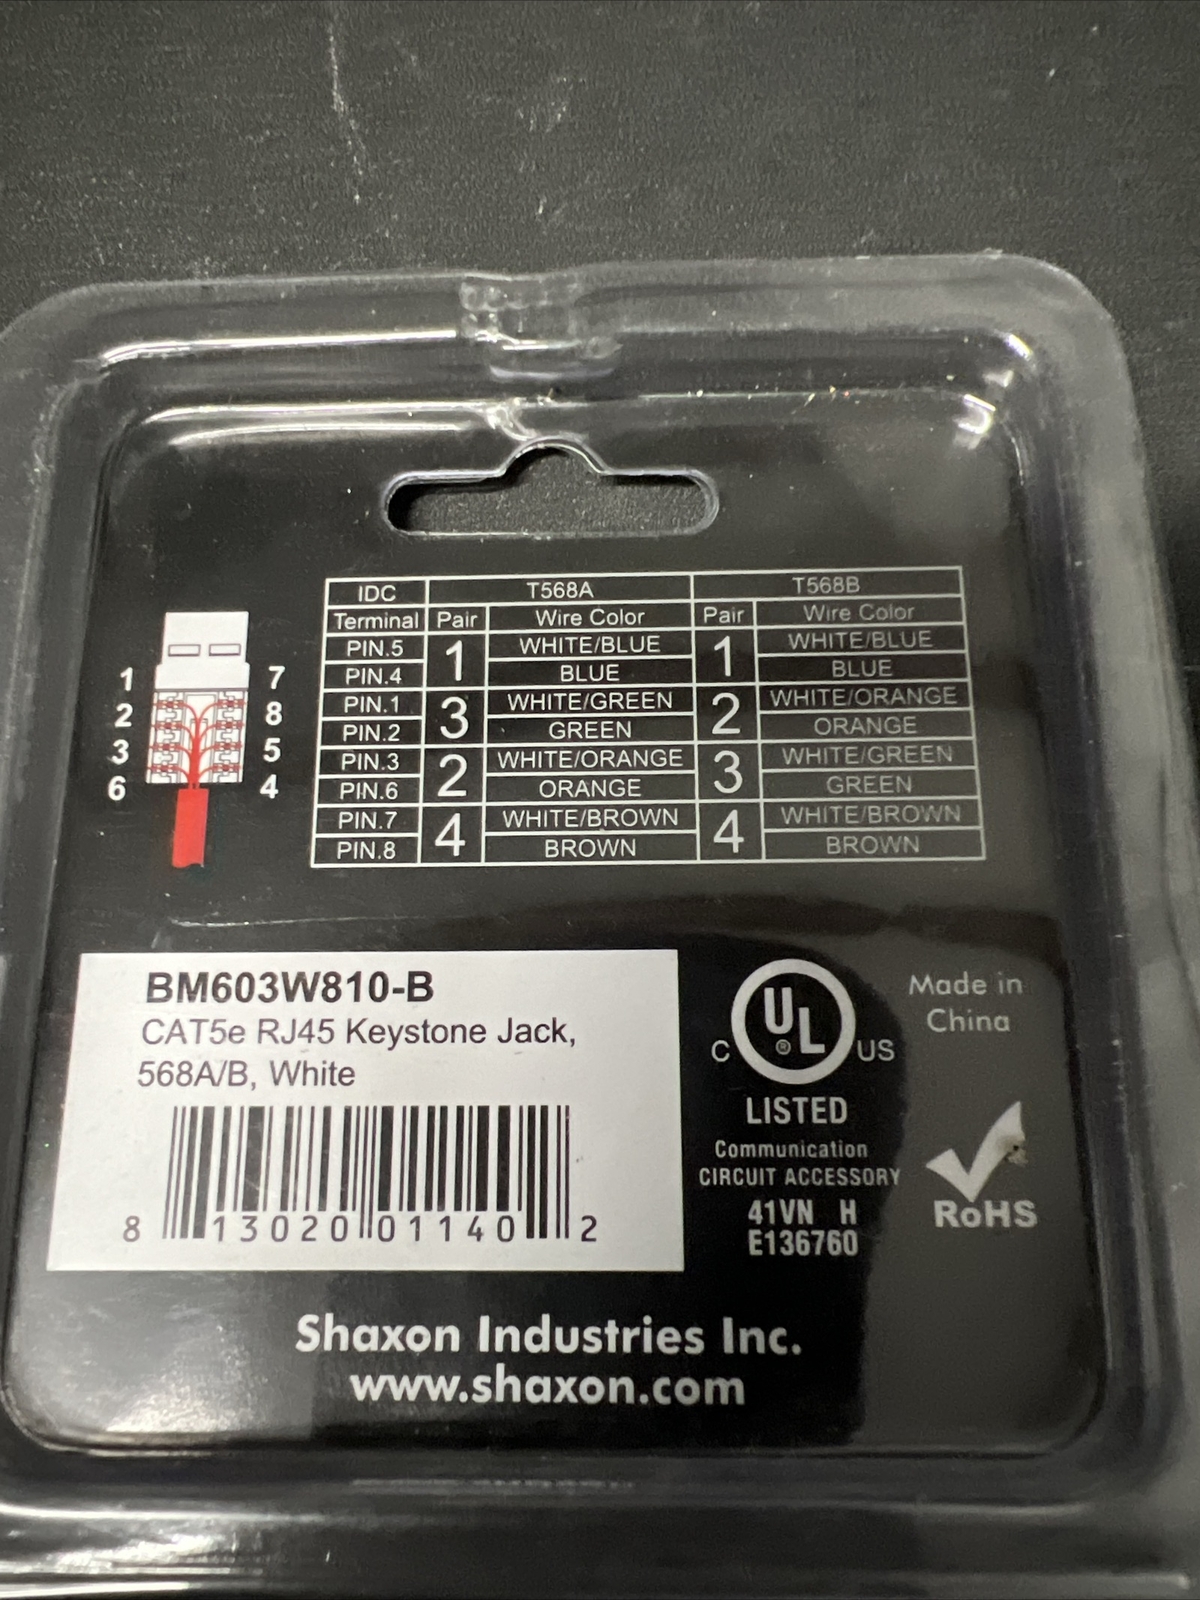 IDC T568A T568B
Terminal Pair Wire Color Pair Wire Color
PIN.5 1 WHITE/BLUE 1 WHITE/BLUE
PIN.4 BLUE BLUE
PIN.1 3 WHITE/GREEN 2 WHITE/ORANGE
PIN.2 GREEN ORANGE
PIN.3 2 WHITE/ORANGE 3 WHITE/GREEN
PIN.6 ORANGE GREEN
PIN.7 4 WHITE/BROWN 4 WHITE/BROWN
PIN.8 BROWN BROWN
1 7
2 8
3 5
6 4
BM603W810-B
CAT5e RJ45 Keystone Jack,
568A/B, White
8 13020 01140 2
C UL ® US
LISTED
Communication
CIRCUIT ACCESSORY
41VN H
E136760
Made in
China
RoHS
Shaxon Industries Inc.
www.shaxon.com